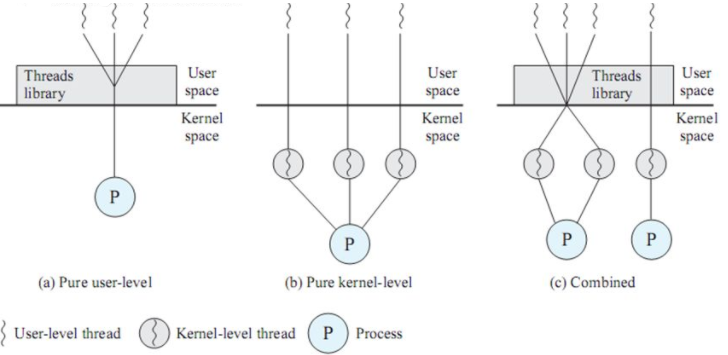 Threads
library
User
space
Kernel
space
P
(a) Pure user-level
User
space
Kernel
space
P
(b) Pure kernel-level
Threads
library
User
space
Kernel
space
P
P
(c) Combined
User-level thread
Kernel-level thread
P
Process